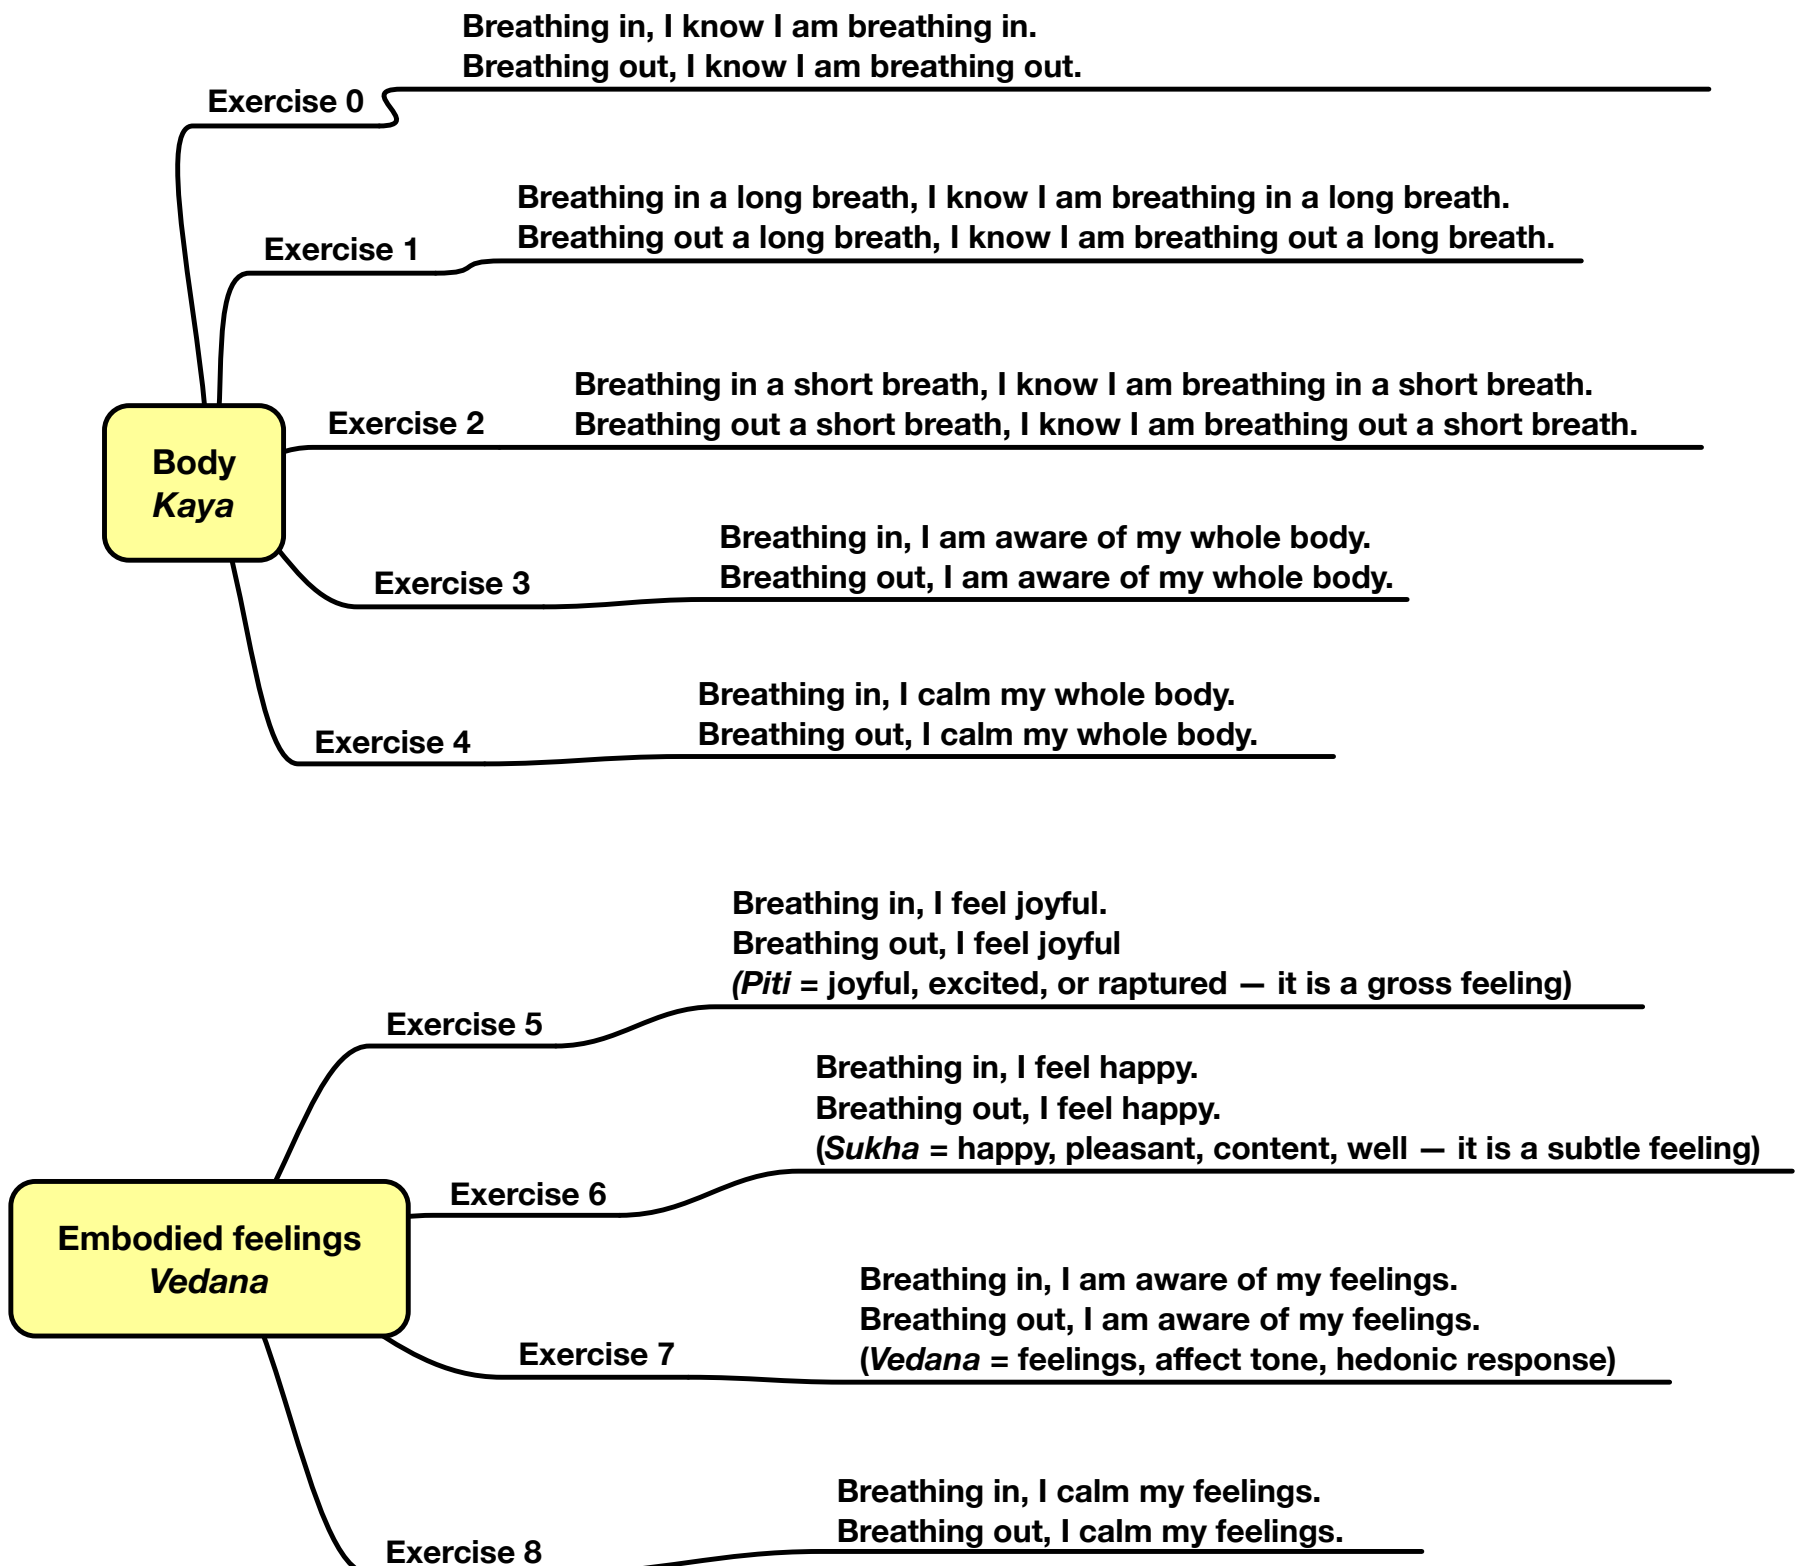 Breathing in, I know I am breathing in.
Breathing out, I know I am breathing out.
Exercise 0
Breathing in a long breath, I know I am breathing in a long breath.
Breathing out a long breath, I know I am breathing out a long breath.
Exercise 1
Breathing in a short breath, I know I am breathing in a short breath.
Breathing out a short breath, I know I am breathing out a short breath.
Exercise 2
Body
Kaya
Breathing in, I am aware of my whole body.
Breathing out, I am aware of my whole body.
Exercise 3
Breathing in, I calm my whole body.
Breathing out, I calm my whole body.
Exercise 4
Breathing in, I feel joyful.
Breathing out, I feel joyful
(Piti = joyful, excited, or raptured — it is a gross feeling)
Exercise 5
Breathing in, I feel happy.
Breathing out, I feel happy.
(Sukha = happy, pleasant, content, well — it is a subtle feeling)
Exercise 6
Embodied feelings
Vedana
Breathing in, I am aware of my feelings.
Breathing out, I am aware of my feelings.
(Vedana = feelings, affect tone, hedonic response)
Exercise 7
Breathing in, I calm my feelings.
Breathing out, I calm my feelings.
Exercise 8